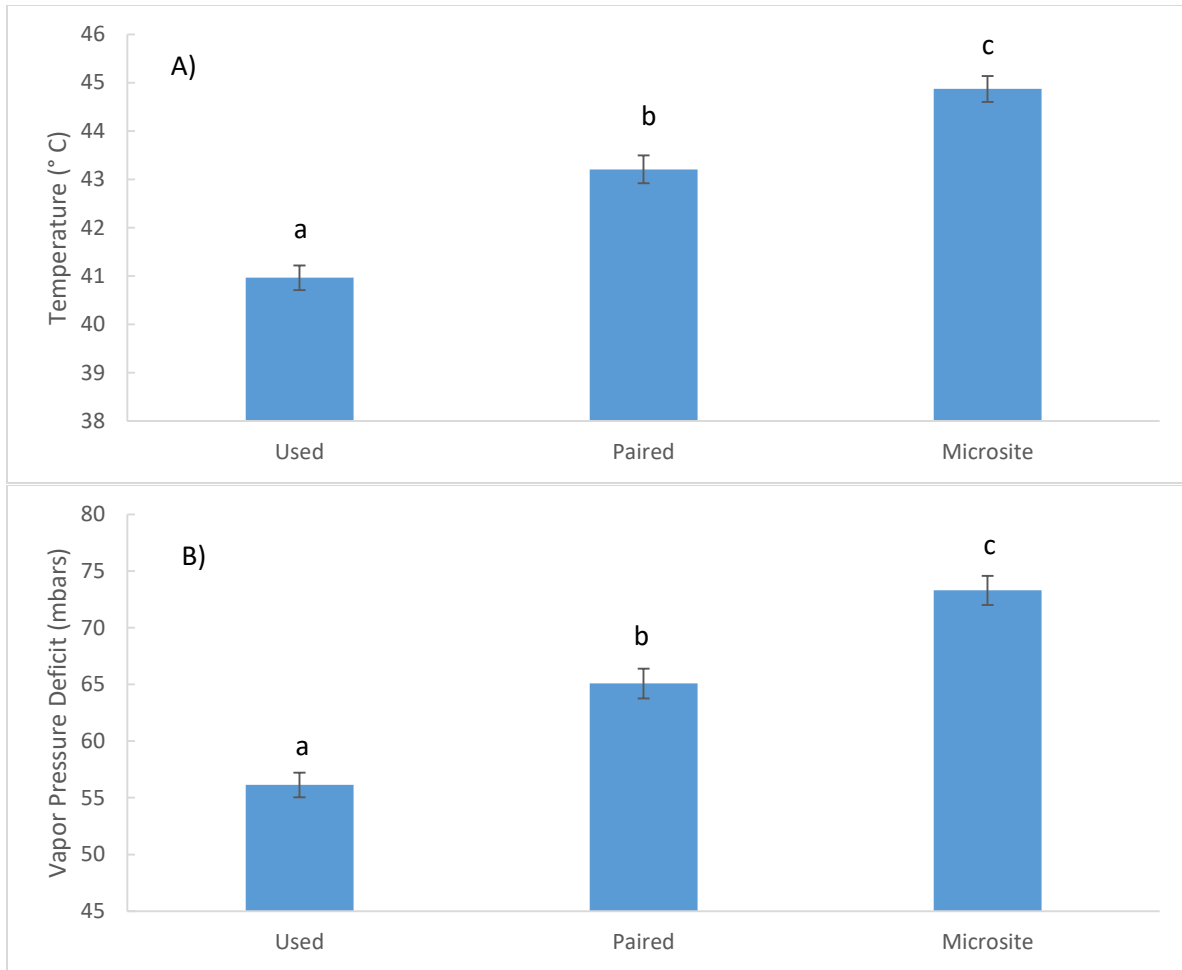 A)
Temperature (° C)
46
45
44
43
42
41
40
39
38
a
b
c
Used Paired Microsite
B)
Vapor Pressure Deficit (mbars)
80
75
70
65
60
55
50
45
a
b
c
Used Paired Microsite